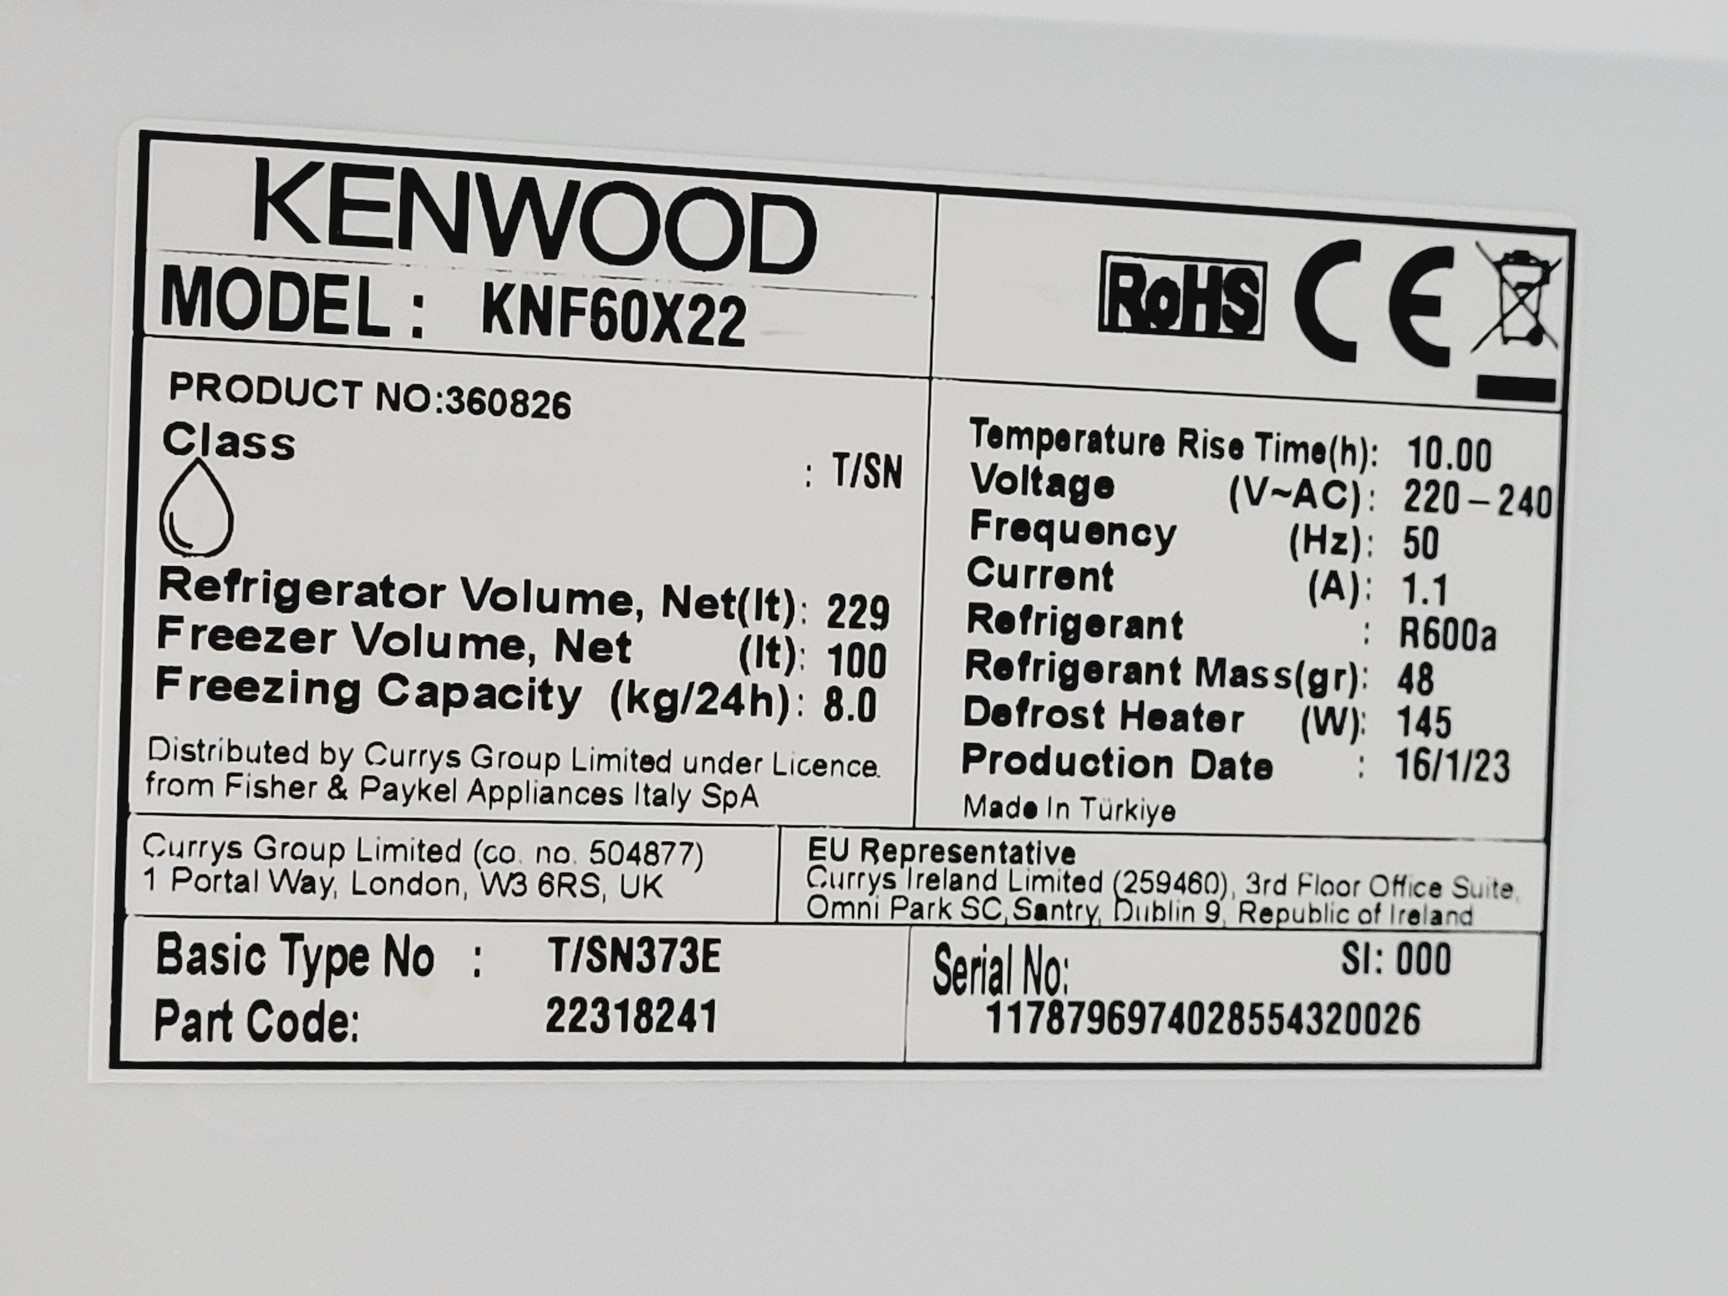 KENWOOD
MODEL : KNF60X22
RoHS CE
PRODUCT NO:360826
Class : T/SN
Refrigerator Volume, Net(lt): 229
Freezer Volume, Net (lt): 100
Freezing Capacity (kg/24h): 8.0
Distributed by Currys Group Limited under Licence
from Fisher & Paykel Appliances Italy SpA
Temperature Rise Time(h): 10.00
Voltage (V~AC): 220-240
Frequency (Hz): 50
Current (A): 1.1
Refrigerant : R600a
Refrigerant Mass(gr): 48
Defrost Heater (W): 145
Production Date : 16/1/23
Made In Türkiye
Currys Group Limited (co. no. 504877)
1 Portal Way, London, W3 6RS, UK
EU Representative
Currys Ireland Limited (259460), 3rd Floor Office Suite,
Omni Park SC, Santry, Dublin 9, Republic of Ireland
Basic Type No : T/SN373E
Part Code: 22318241
Serial No: SI: 000
1178796974028554320026